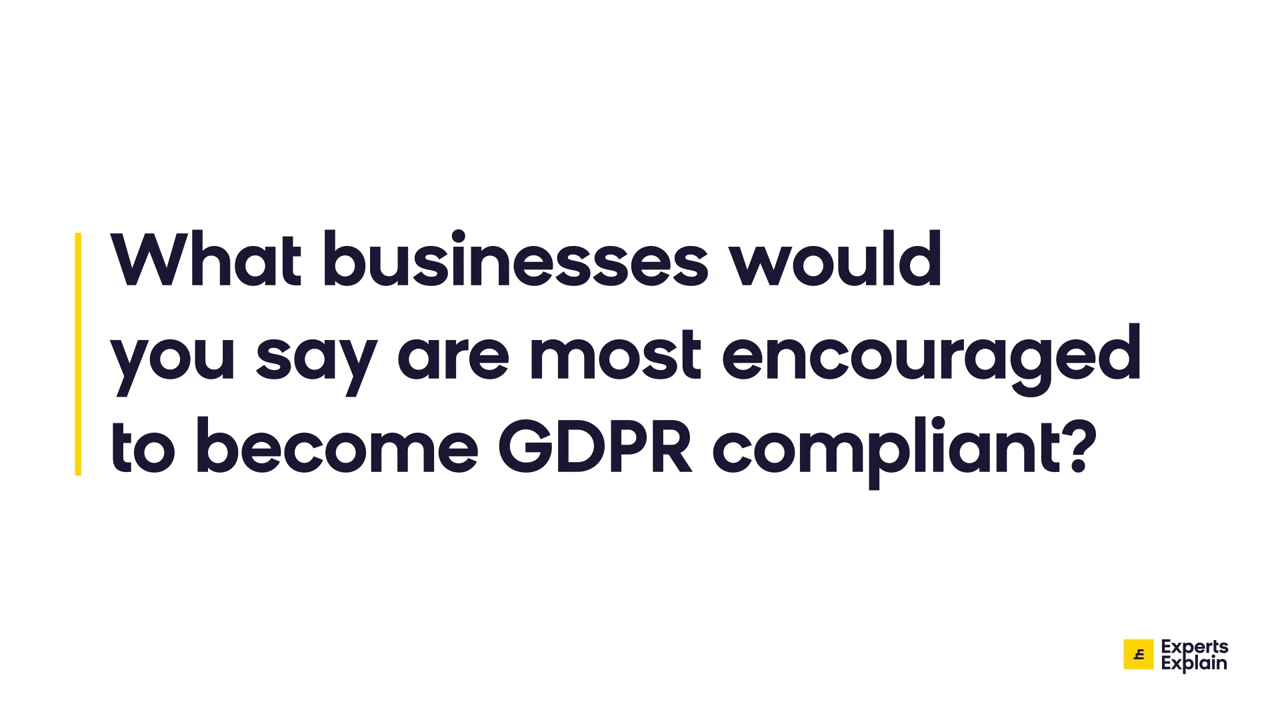 What businesses would
you say are most encouraged
to become GDPR compliant?
Experts
Explain